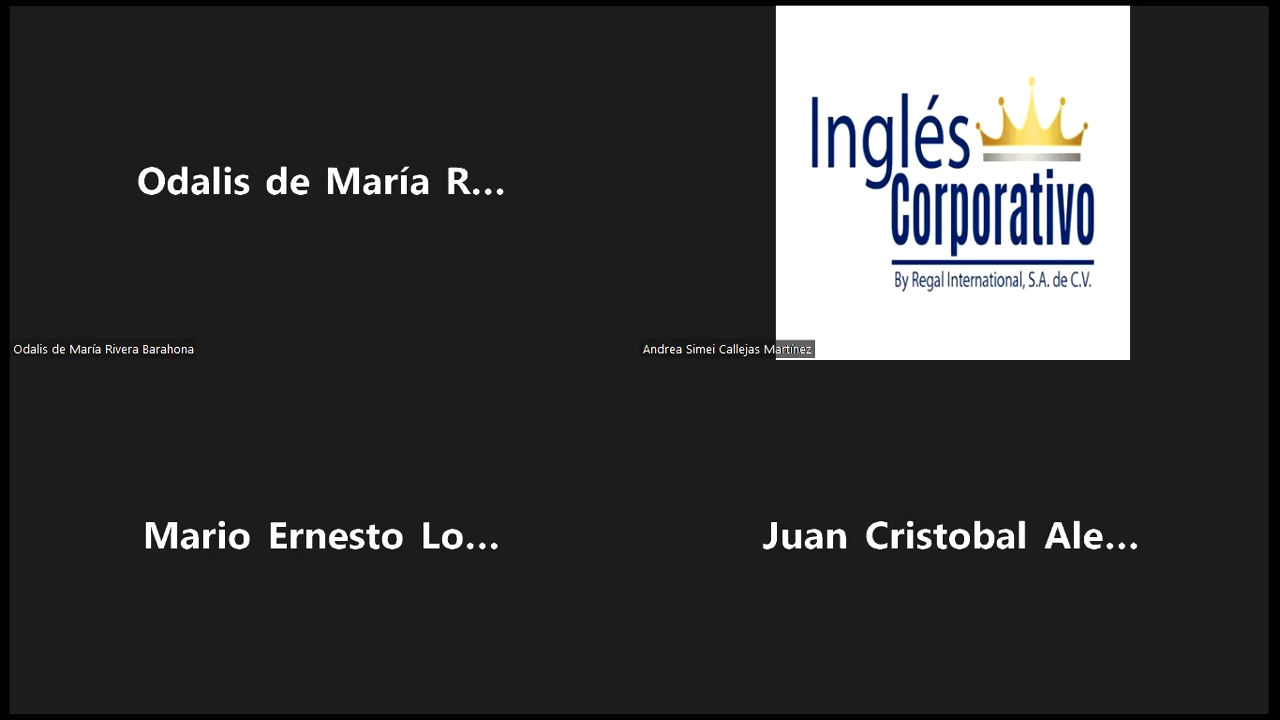 Odalis de María R...
Inglés
Corporativo
By Regal International, S.A. de C.V.
Odalis de María Rivera Barahona
Andrea Simei Callejas Martínez
Mario Ernesto Lo...
Juan Cristobal Ale...